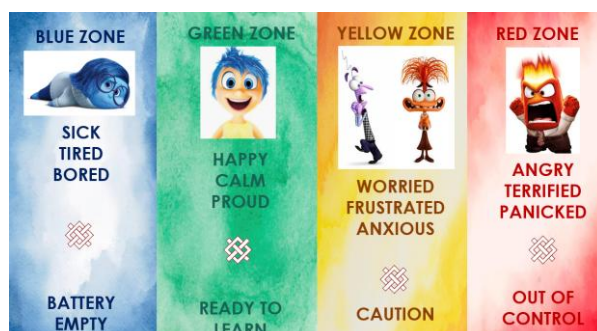 BLUE ZONE
SICK
TIRED
BORED
BATTERY
EMPTY
GREEN ZONE
HAPPY
CALM
PROUD
READY TO
LEARN
YELLOW ZONE
WORRIED
FRUSTRATED
ANXIOUS
CAUTION
RED ZONE
ANGRY
TERRIFIED
PANICKED
OUT OF
CONTROL